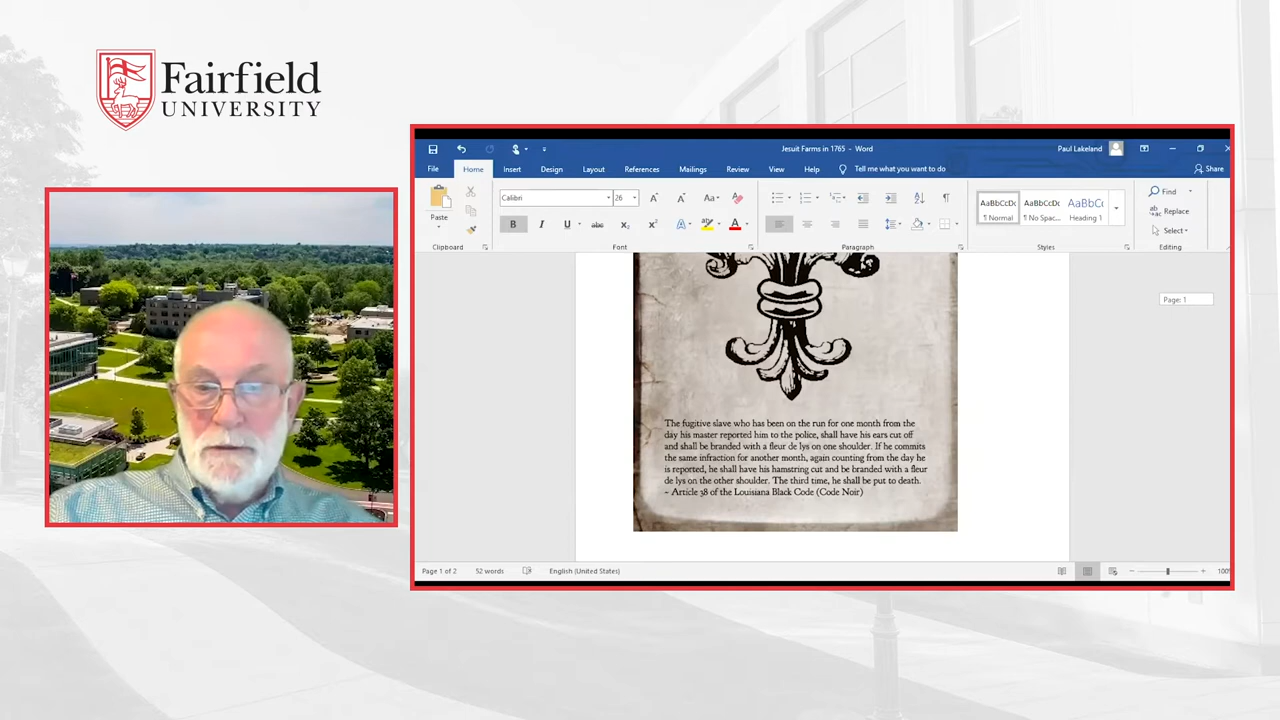 Fairfield
UNIVERSITY
Jesuit Farms in 1765 - Word
Paul Lakeland
File Home Insert Design Layout References Mailings Review View Help Tell me what you want to do Share
Paste
Calibri 26
Aa
B I U abc x₂ x² A ab A
AaBbCcDc AaBbCcDc AaBbCc
¶ Normal ¶ No Spac... Heading 1
Find
Replace
Select
Clipboard Font Paragraph Styles Editing
Page: 1
The fugitive slave who has been on the run for one month from the
day his master reported him to the police, shall have his ears cut off
and shall be branded with a fleur de lys on one shoulder. If he commits
the same infraction for another month, again counting from the day he
is reported, he shall have his hamstring cut and be branded with a fleur
de lys on the other shoulder. The third time, he shall be put to death.
~ Article 38 of the Louisiana Black Code (Code Noir)
Page 1 of 2 52 words English (United States) 100